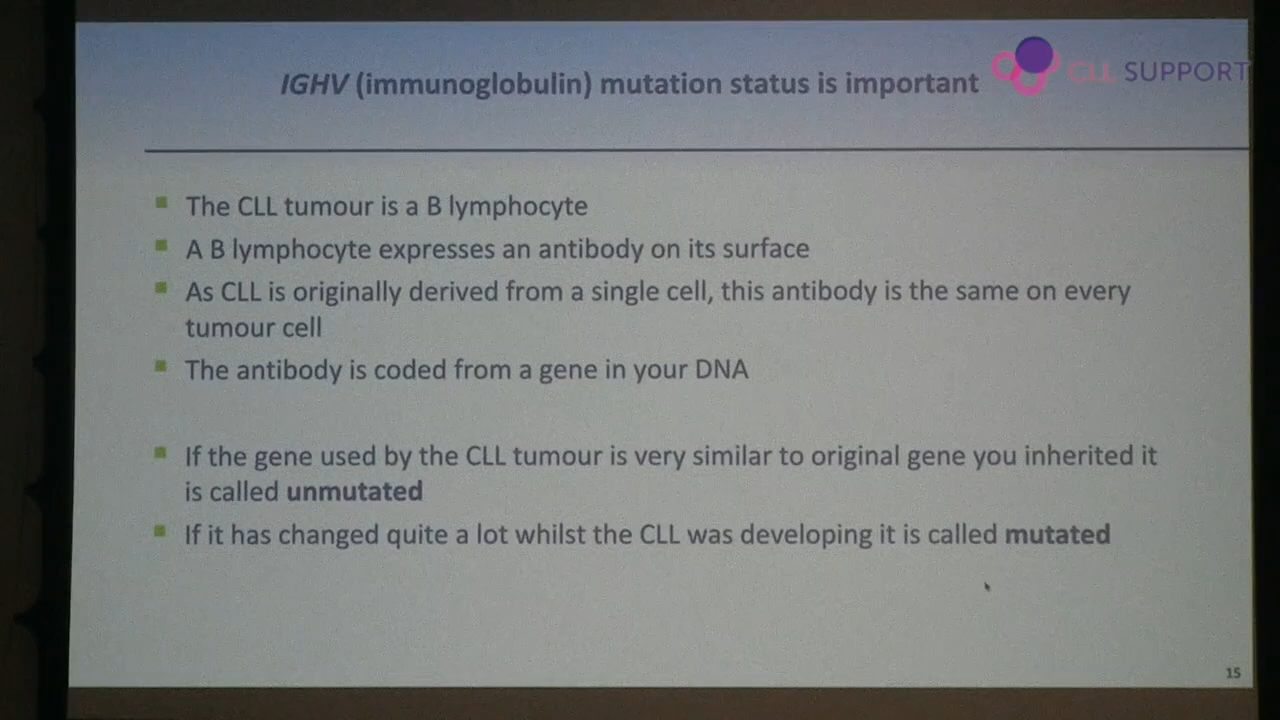 IGHV (immunoglobulin) mutation status is important
CLL SUPPORT
The CLL tumour is a B lymphocyte
A B lymphocyte expresses an antibody on its surface
As CLL is originally derived from a single cell, this antibody is the same on every
tumour cell
The antibody is coded from a gene in your DNA
If the gene used by the CLL tumour is very similar to original gene you inherited it
is called unmutated
If it has changed quite a lot whilst the CLL was developing it is called mutated
15